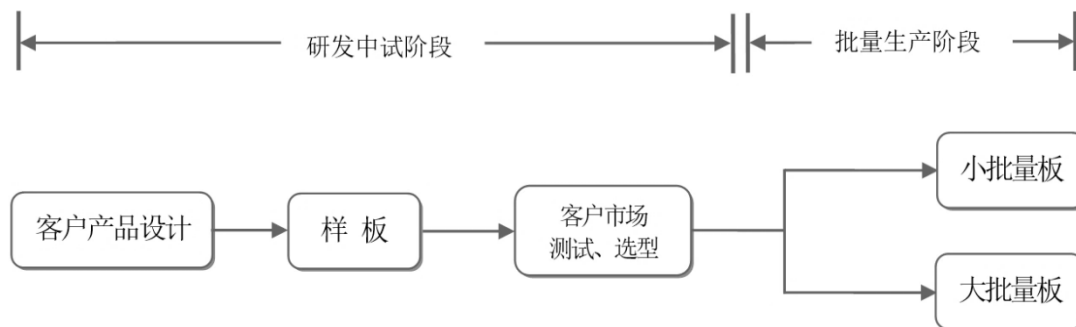 研发中试阶段
批量生产阶段
小批量板
客户产品设计
样 板
客户市场
测试、选型
大批量板